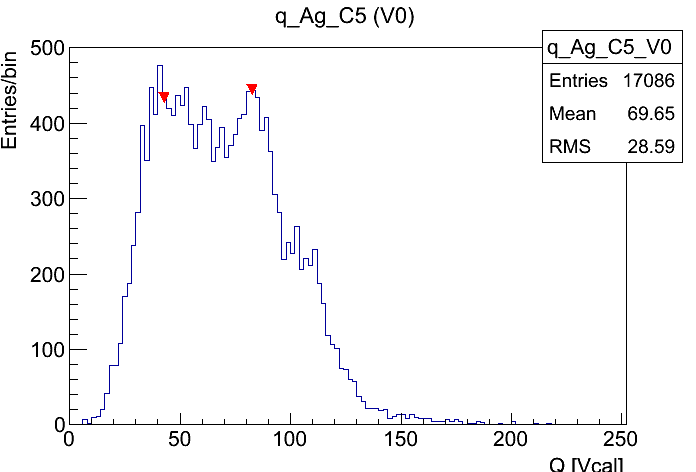 q_Ag_C5 (V0)
q_Ag_C5_V0
Entries 17086
Mean 69.65
RMS 28.59
Entries/bin
500
400
300
200
100
0
0 50 100 150 200 250
Q [Vcal]